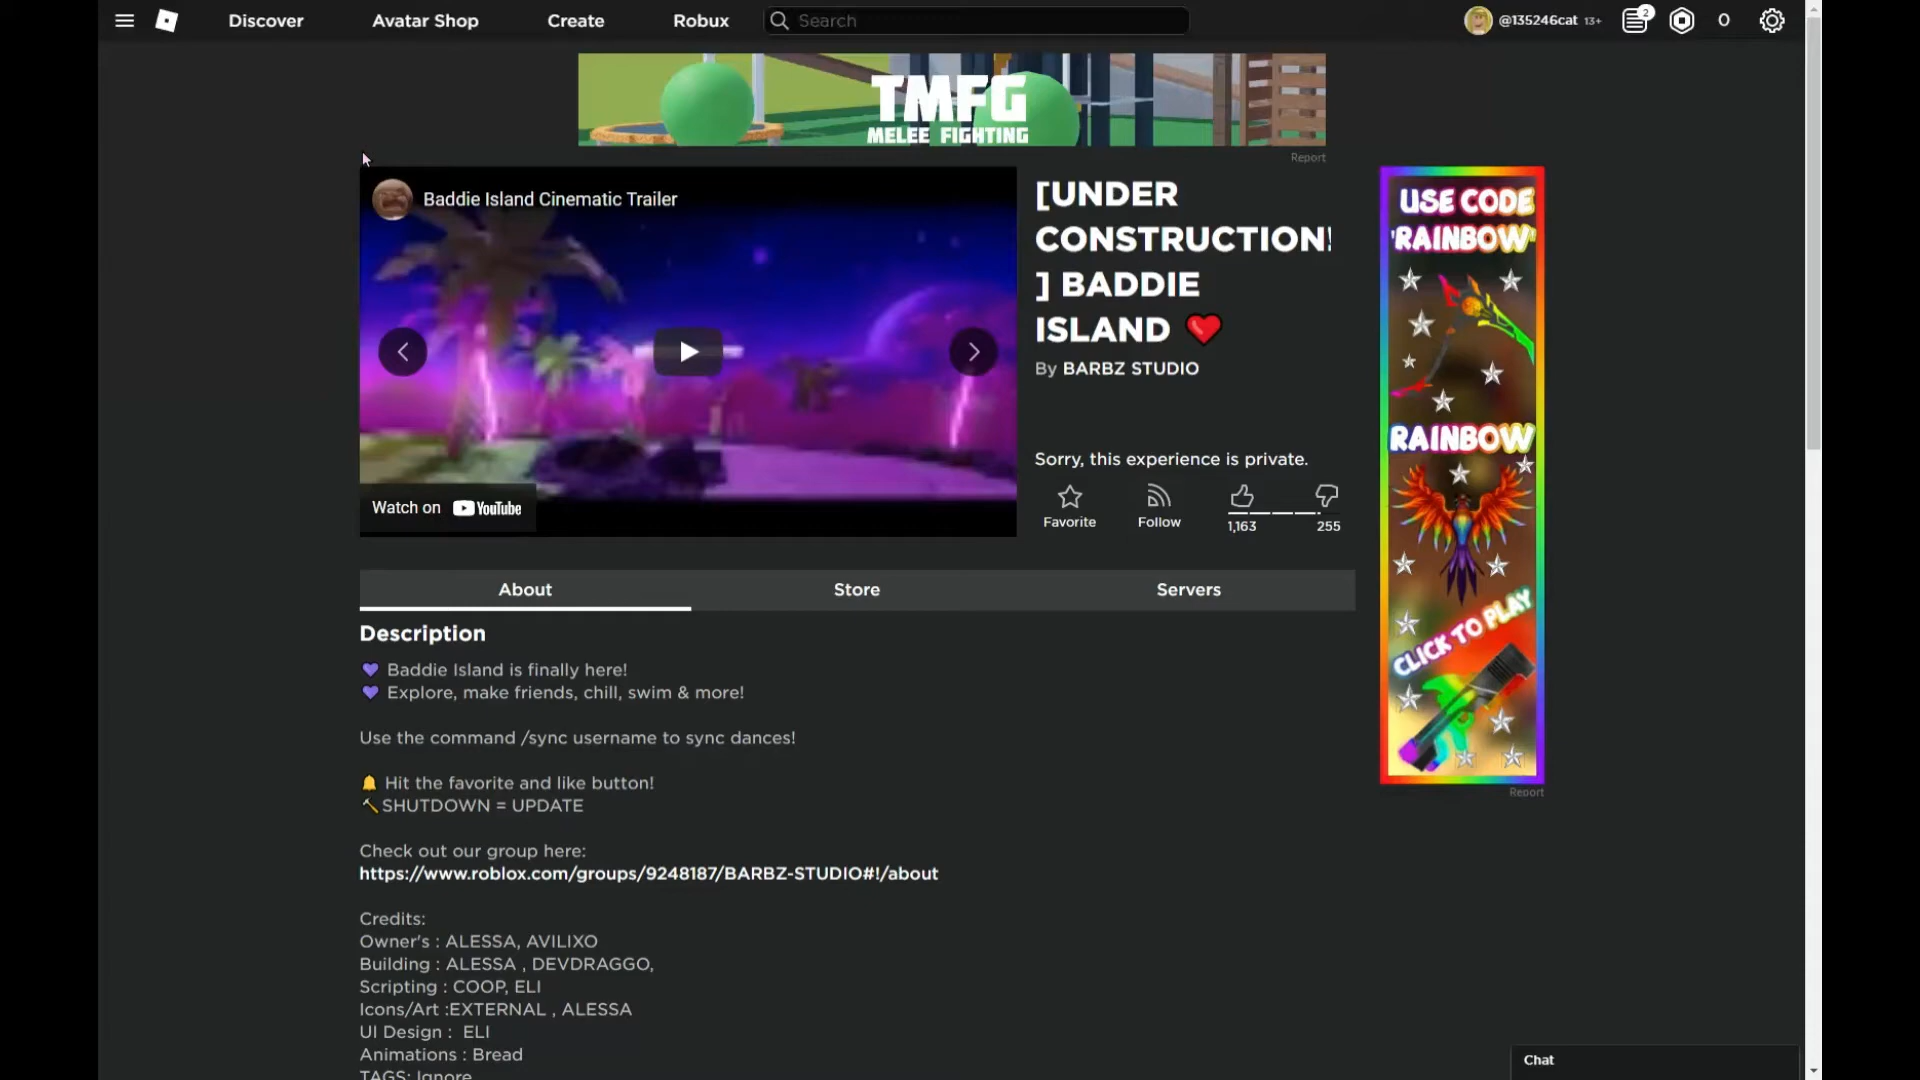 Discover Avatar Shop Create Robux Search @135246cat 13+ 2 0
TMFG
MELEE FIGHTING
Report
Baddie Island Cinematic Trailer
Watch on YouTube
[UNDER
CONSTRUCTION!
] BADDIE
ISLAND ❤️
By BARBZ STUDIO
Sorry, this experience is private.
Favorite Follow 1,163 255
USE CODE
'RAINBOW'
RAINBOW
CLICK TO PLAY
Report
About Store Servers
Description
💜 Baddie Island is finally here!
💜 Explore, make friends, chill, swim & more!
Use the command /sync username to sync dances!
🔔 Hit the favorite and like button!
🔨SHUTDOWN = UPDATE
Check out our group here:
https://www.roblox.com/groups/9248187/BARBZ-STUDIO#!/about
Credits:
Owner's : ALESSA, AVILIXO
Building : ALESSA , DEVDRAGGO,
Scripting : COOP, ELI
Icons/Art :EXTERNAL , ALESSA
UI Design :  ELI
Animations : Bread
TAGS: Ignore
Chat